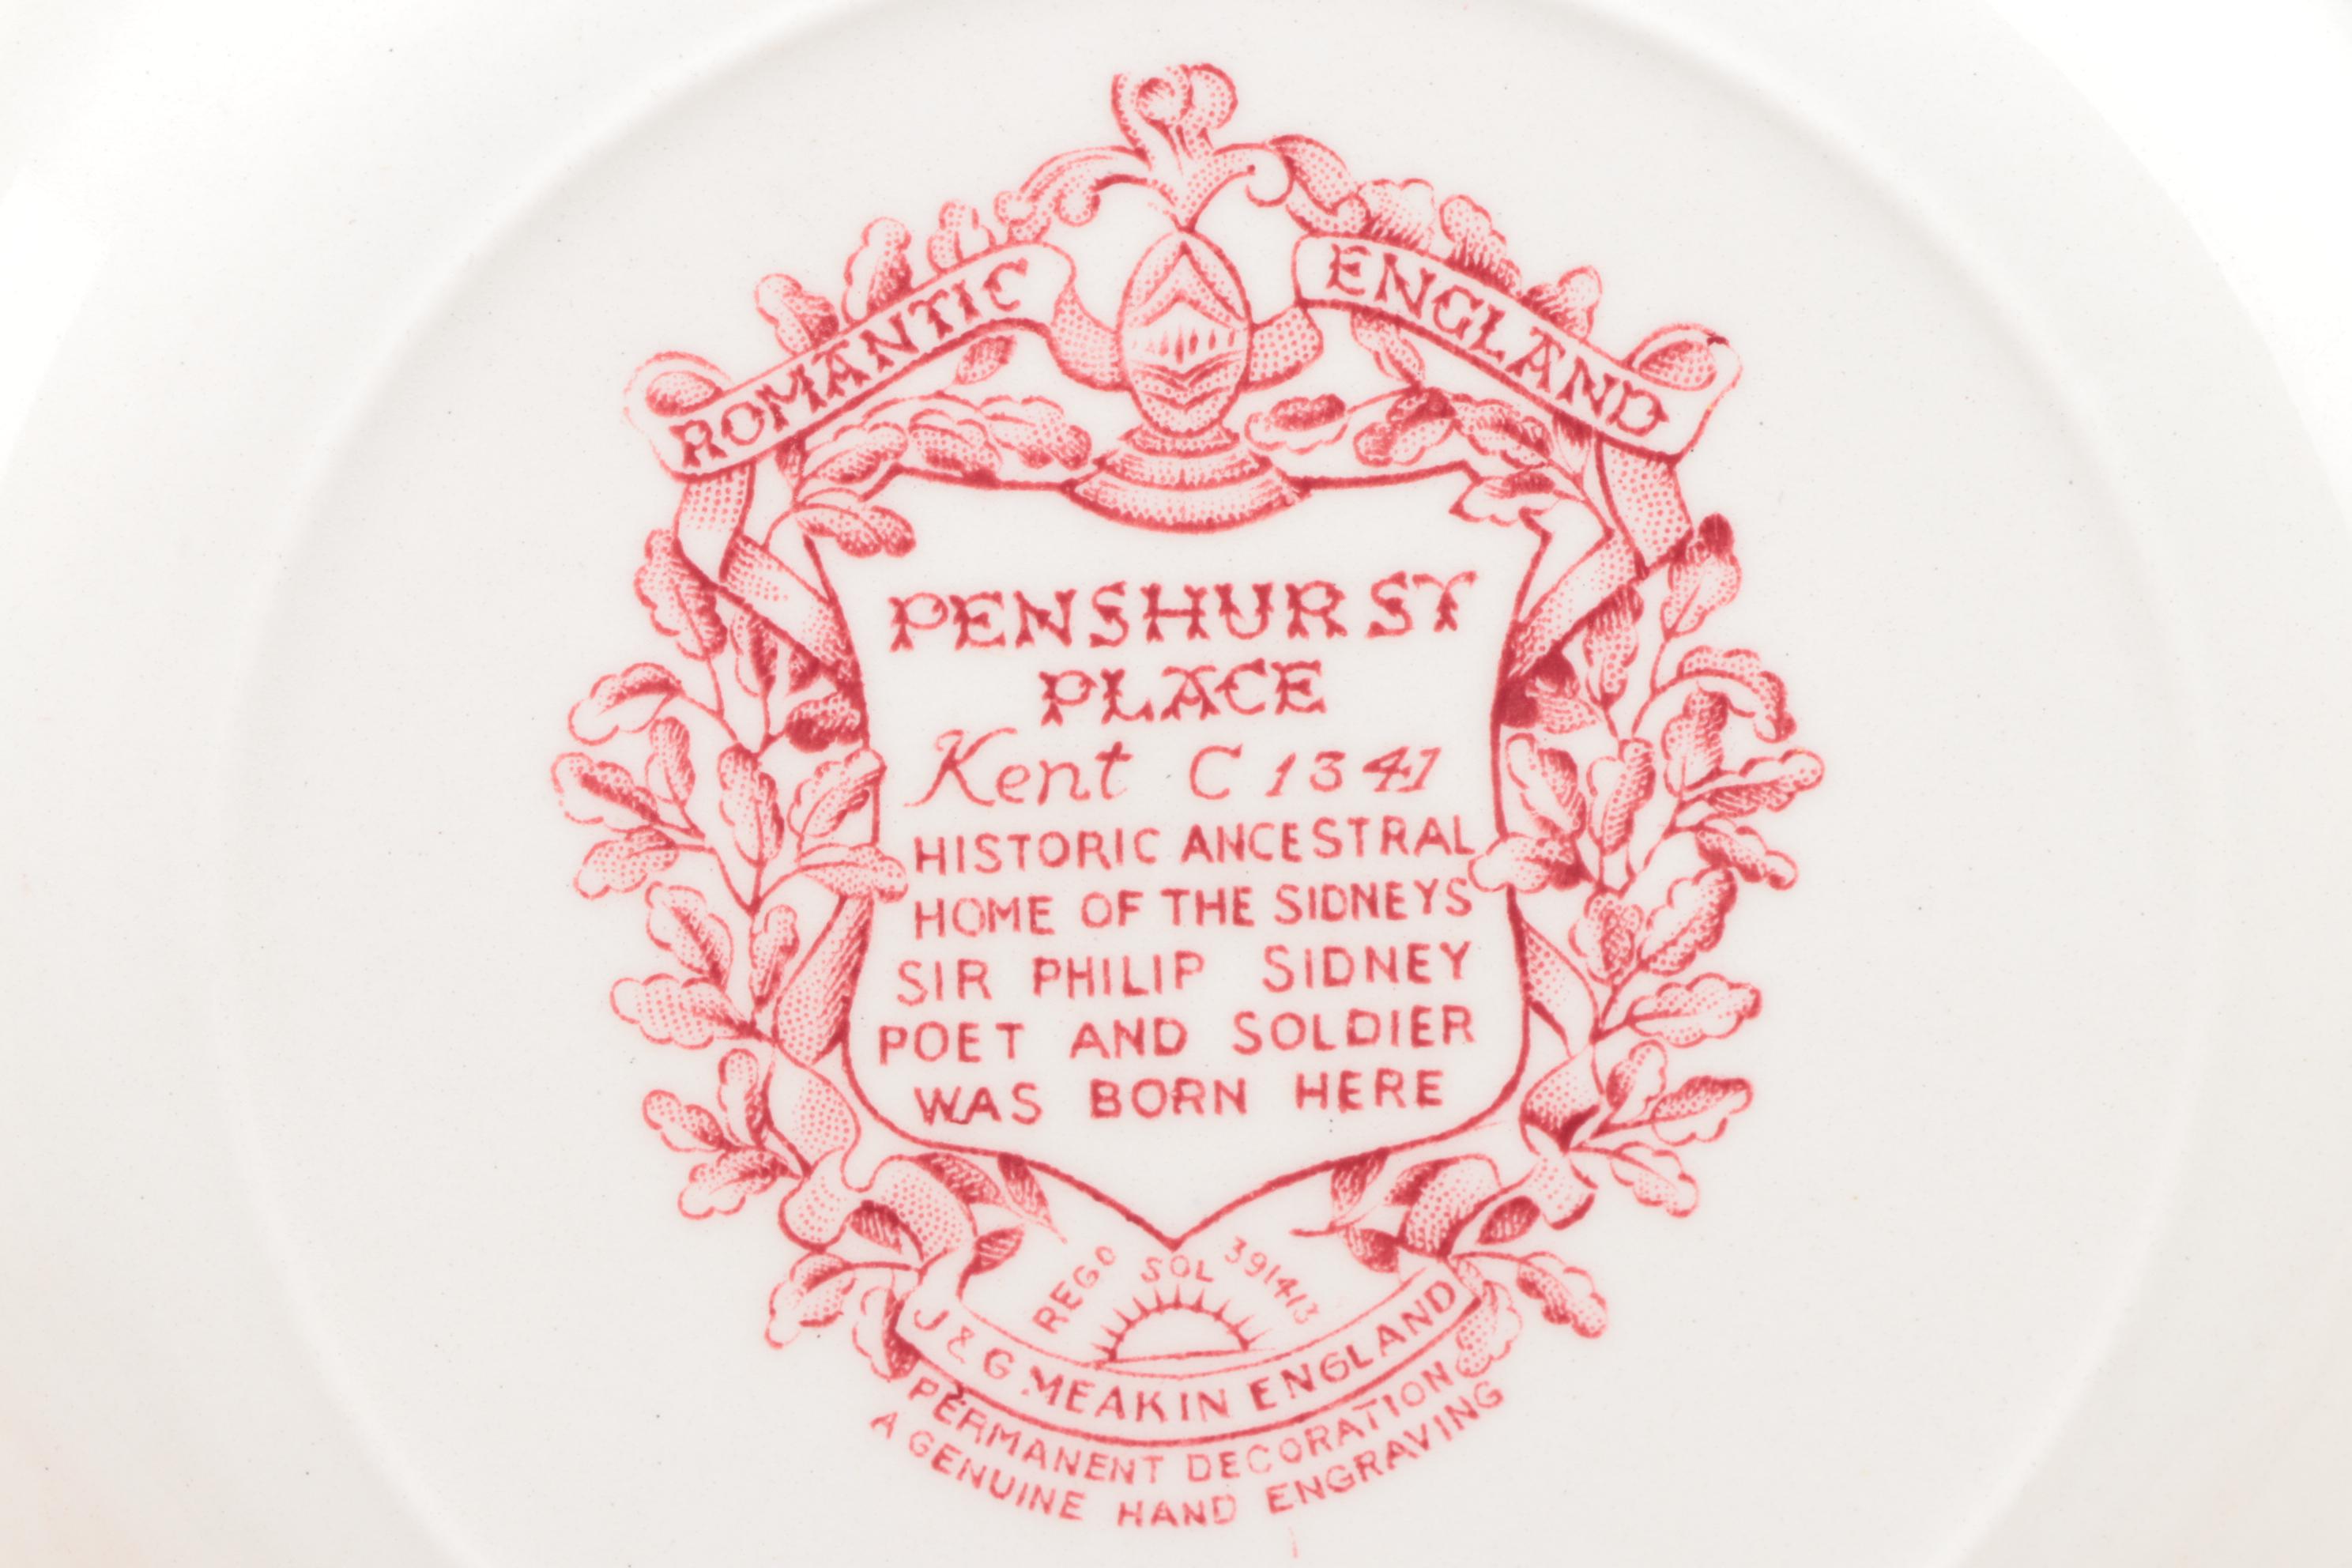 ROMANTIC ENGLAND
PENSHURST
PLACE
Kent C 1341
HISTORIC ANCESTRAL
HOME OF THE SIDNEYS
SIR PHILIP SIDNEY
POET AND SOLDIER
WAS BORN HERE
REGD SOL 391413
J & G MEAKIN ENGLAND
PERMANENT DECORATION
A GENUINE HAND ENGRAVING